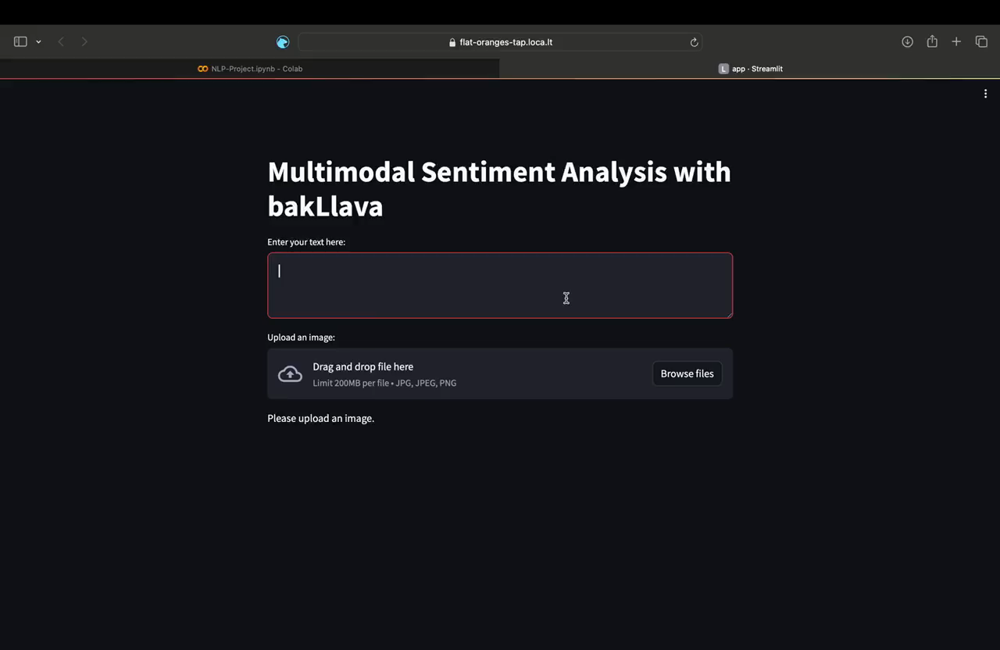 flat-oranges-tap.loca.lt
NLP-Project.ipynb - Colab
L app · Streamlit
Multimodal Sentiment Analysis with
bakLlava
Enter your text here:
Upload an image:
Drag and drop file here
Limit 200MB per file • JPG, JPEG, PNG
Browse files
Please upload an image.